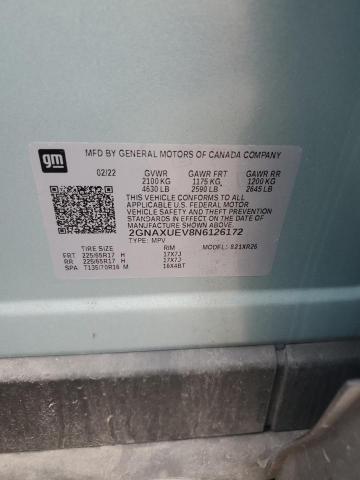 gm
MFD BY GENERAL MOTORS OF CANADA COMPANY
02/22 GVWR GAWR FRT GAWR RR
2100 KG 1175 KG 1200 KG
4630 LB 2590 LB 2645 LB
THIS VEHICLE CONFORMS TO ALL
APPLICABLE U.S. FEDERAL MOTOR
VEHICLE SAFETY AND THEFT PREVENTION
STANDARDS IN EFFECT ON THE DATE OF
MANUFACTURE SHOWN ABOVE.
2GNAXUEV8N6126172
TYPE: MPV
TIRE SIZE RIM MODEL: 821XR26
FRT 225/65R17 H 17X7J
RR 225/65R17 H 17X7J
SPA T135/70R16 M 16X4BT